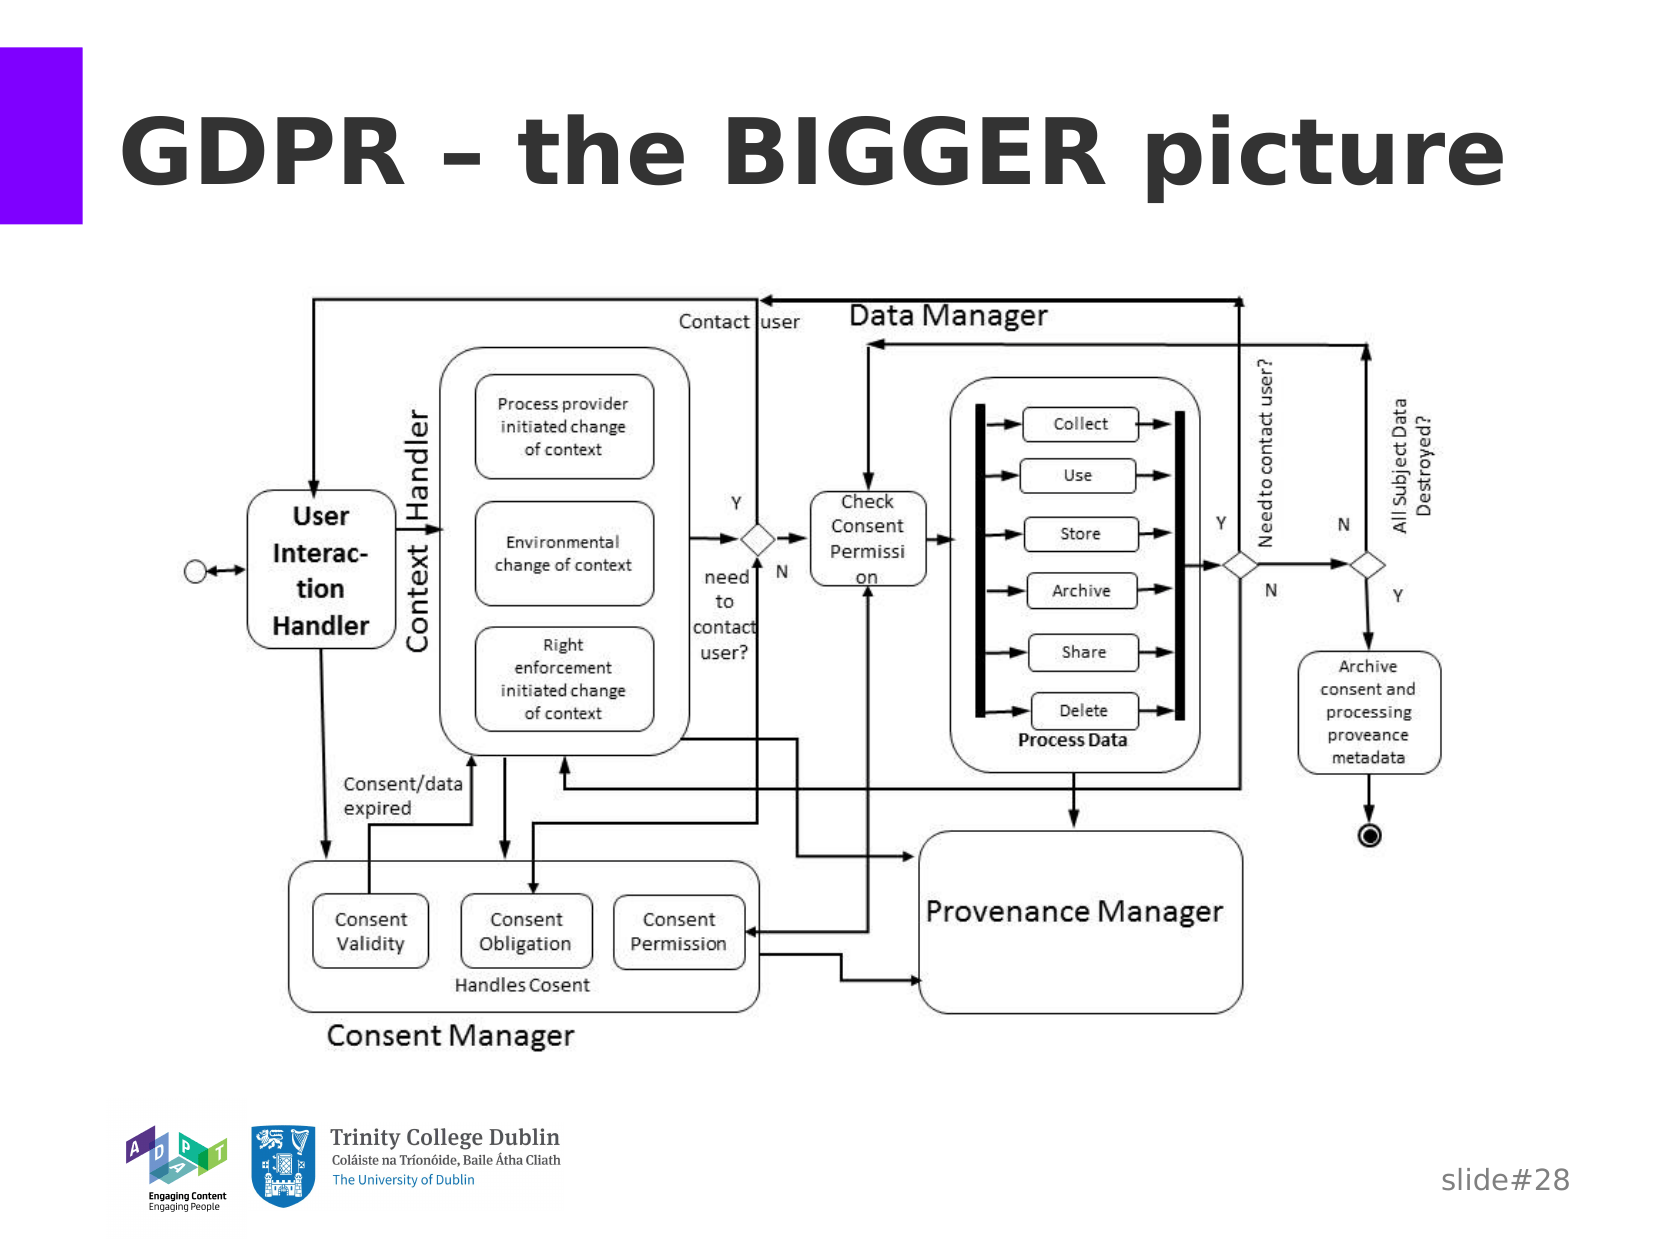 GDPR – the BIGGER picture
Contact user
Data Manager
Context Handler
Process provider
initiated change
of context
Environmental
change of context
Right
enforcement
initiated change
of context
User
Interac-
tion
Handler
Y
N
need
to
contact
user?
Check
Consent
Permissi
on
Collect
Use
Store
Archive
Share
Delete
Process Data
Need to contact user?
Y
N
All Subject Data
Destroyed?
N
Y
Archive
consent and
processing
proveance
metadata
Consent/data
expired
Consent
Validity
Consent
Obligation
Consent
Permission
Handles Cosent
Consent Manager
Provenance Manager
ADAPT
Engaging Content
Engaging People
Trinity College Dublin
Coláiste na Tríonóide, Baile Átha Cliath
The University of Dublin
slide#28